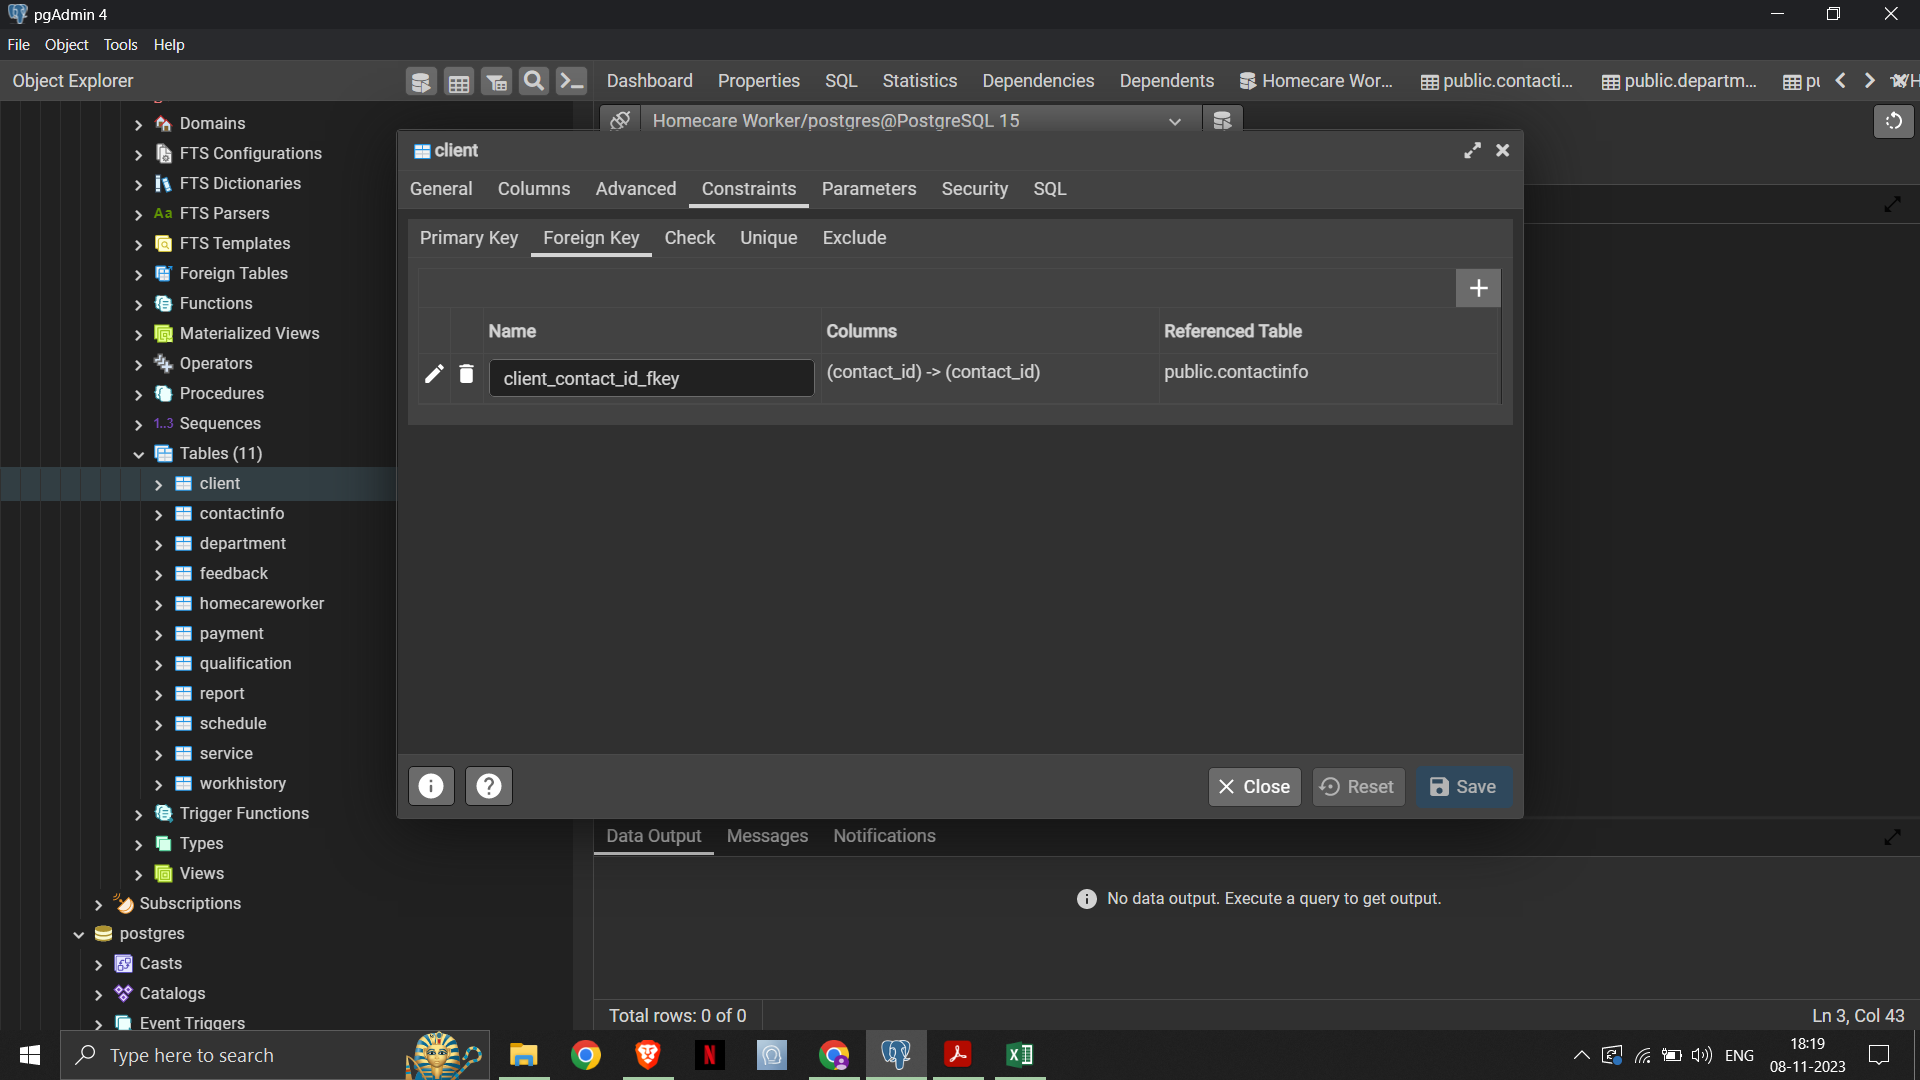 pgAdmin 4
File Object Tools Help
Object Explorer
Dashboard Properties SQL Statistics Dependencies Dependents Homecare Wor... public.contacti... public.departm...
Homecare Worker/postgres@PostgreSQL 15
Domains
FTS Configurations
FTS Dictionaries
Aa FTS Parsers
FTS Templates
Foreign Tables
Functions
Materialized Views
Operators
Procedures
1..3 Sequences
Tables (11)
client
contactinfo
department
feedback
homecareworker
payment
qualification
report
schedule
service
workhistory
Trigger Functions
Types
Views
Subscriptions
postgres
Casts
Catalogs
Event Triggers
client
General Columns Advanced Constraints Parameters Security SQL
Primary Key Foreign Key Check Unique Exclude
Name Columns Referenced Table
client_contact_id_fkey (contact_id) -> (contact_id) public.contactinfo
Close Reset Save
Data Output Messages Notifications
No data output. Execute a query to get output.
Total rows: 0 of 0 Ln 3, Col 43
Type here to search
ENG
18:19
08-11-2023